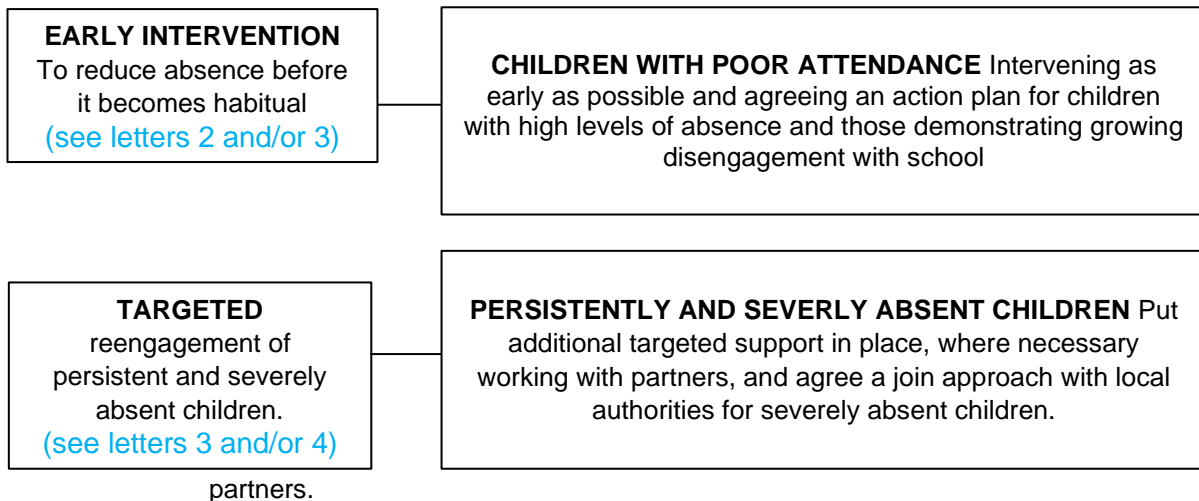 EARLY INTERVENTION
To reduce absence before
it becomes habitual
(see letters 2 and/or 3)
CHILDREN WITH POOR ATTENDANCE Intervening as
early as possible and agreeing an action plan for children
with high levels of absence and those demonstrating growing
disengagement with school
TARGETED
reengagement of
persistent and severely
absent children.
(see letters 3 and/or 4)
PERSISTENTLY AND SEVERLY ABSENT CHILDREN Put
additional targeted support in place, where necessary
working with partners, and agree a join approach with local
authorities for severely absent children.
partners.